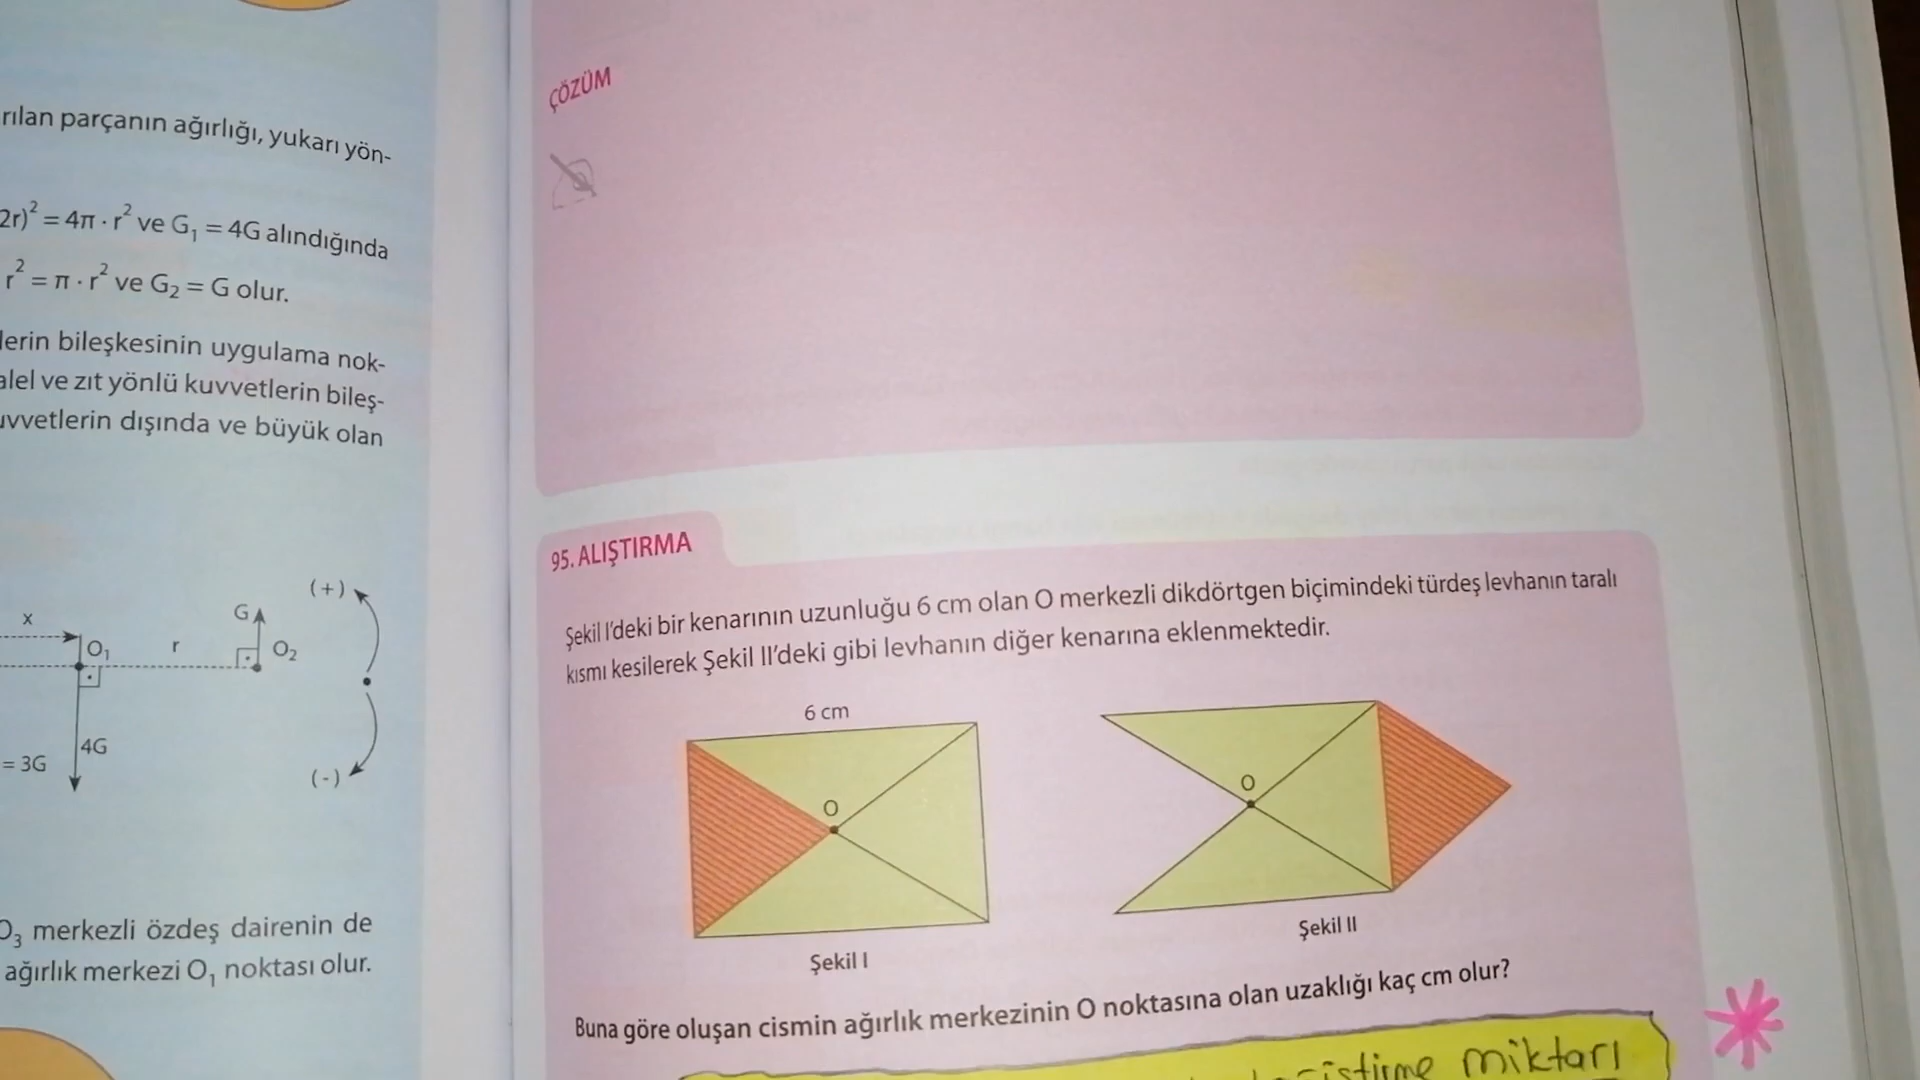 rılan parçanın ağırlığı, yukarı yön-
2r)² = 4π · r² ve G₁ = 4G alındığında
r² = π · r² ve G₂ = G olur.
lerin bileşkesinin uygulama nok-
alel ve zıt yönlü kuvvetlerin bileş-
uvvetlerin dışında ve büyük olan
x
O₁
r
G
O₂
(+)
= 3G
4G
(-)
O₃ merkezli özdeş dairenin de
ağırlık merkezi O₁ noktası olur.
ÇÖZÜM
95. ALIŞTIRMA
Şekil I'deki bir kenarının uzunluğu 6 cm olan O merkezli dikdörtgen biçimindeki türdeş levhanın taralı
kısmı kesilerek Şekil II'deki gibi levhanın diğer kenarına eklenmektedir.
6 cm
O
O
Şekil I
Şekil II
Buna göre oluşan cismin ağırlık merkezinin O noktasına olan uzaklığı kaç cm olur?
miktarı